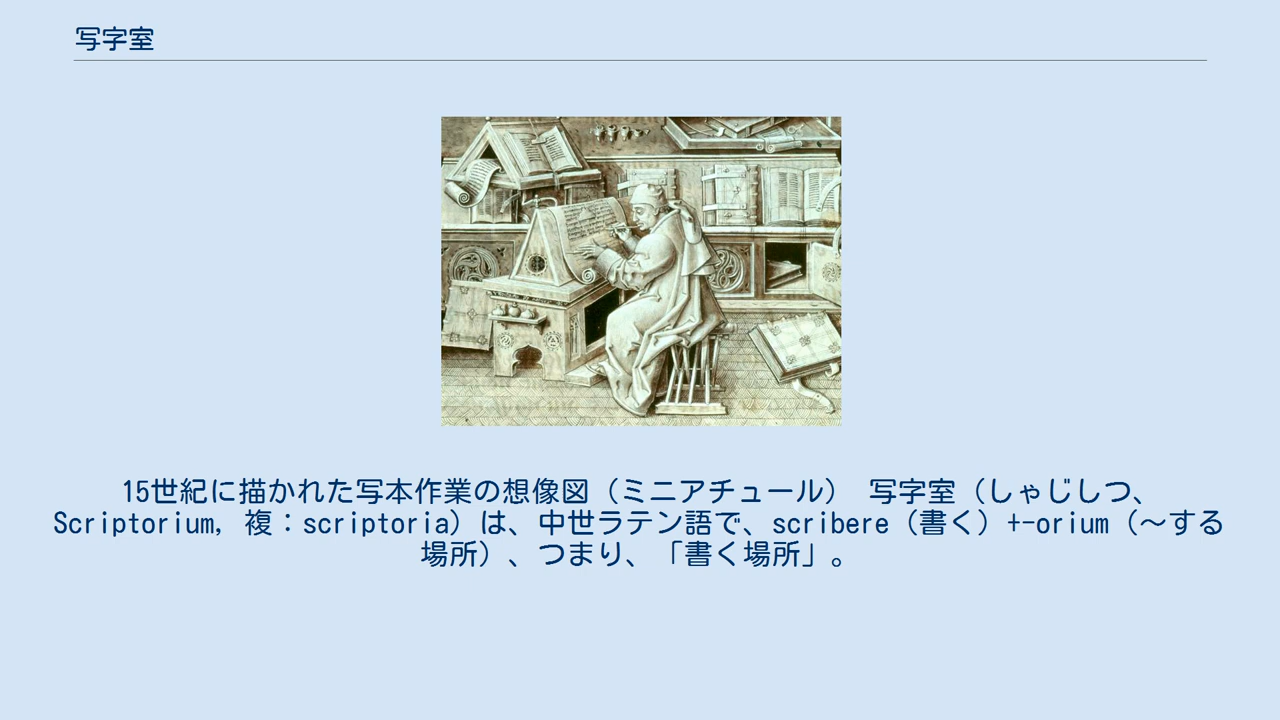 写字室
15世紀に描かれた写本作業の想像図（ミニアチュール） 写字室（しゃじしつ、
Scriptorium, 複：scriptoria）は、中世ラテン語で、scribere（書く）+-orium（～する
場所）、つまり、「書く場所」。